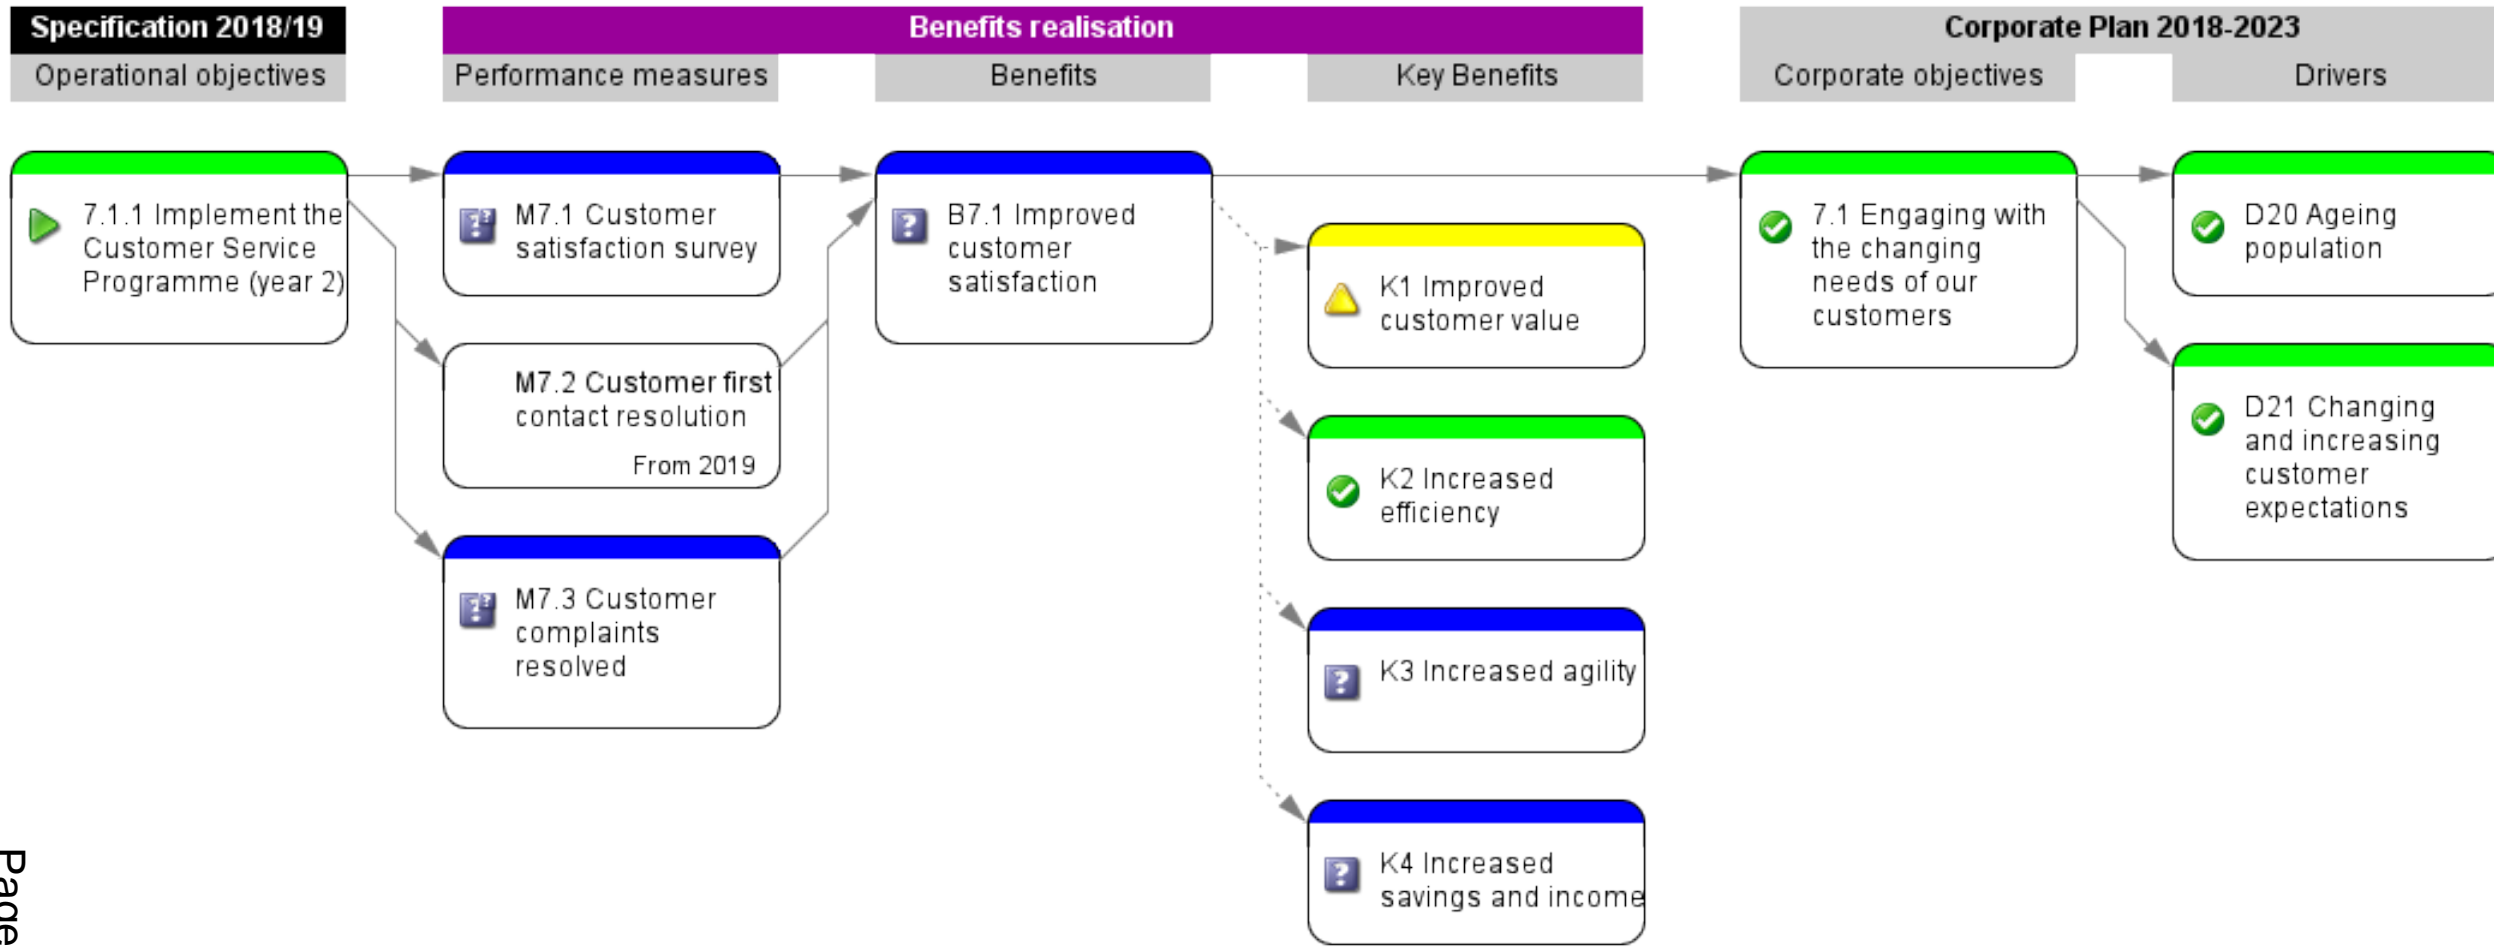 Specification 2018/19
Benefits realisation
Corporate Plan 2018-2023
Operational objectives
Performance measures
Benefits
Key Benefits
Corporate objectives
Drivers
7.1.1 Implement the
Customer Service
Programme (year 2)
M7.1 Customer
satisfaction survey
M7.2 Customer first
contact resolution
From 2019
M7.3 Customer
complaints
resolved
B7.1 Improved
customer
satisfaction
K1 Improved
customer value
K2 Increased
efficiency
K3 Increased agility
K4 Increased
savings and income
7.1 Engaging with
the changing
needs of our
customers
D20 Ageing
population
D21 Changing
and increasing
customer
expectations
Page